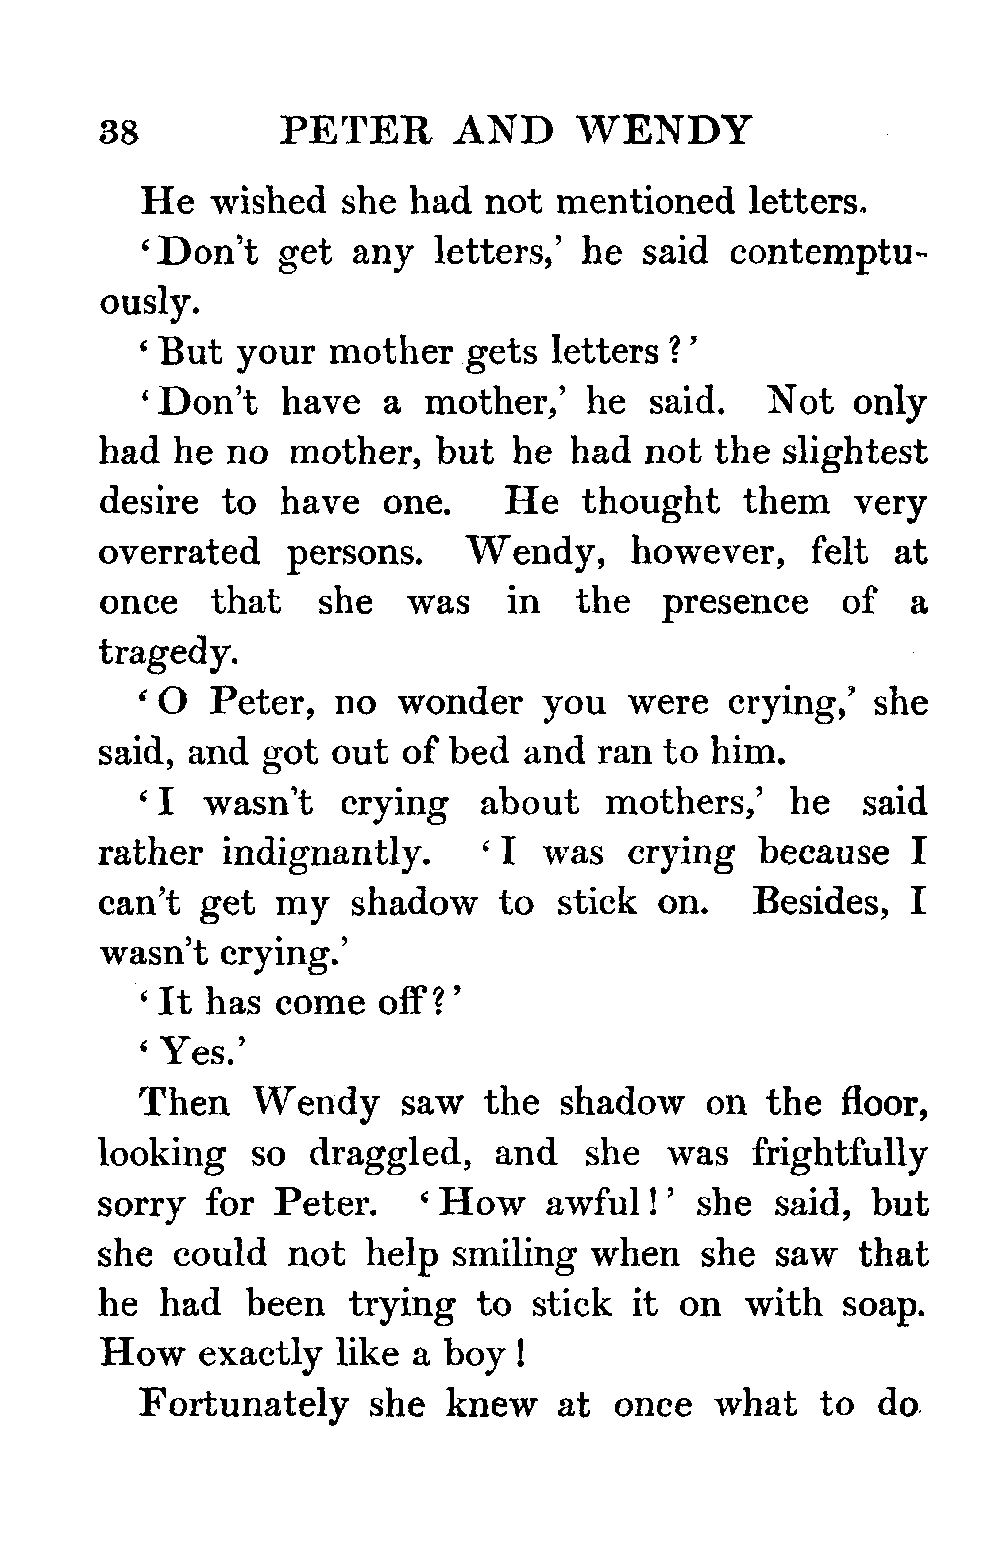 38 PETER AND WENDY
He wished she had not mentioned letters.
‘Don’t get any letters,’ he said contemptu-
ously.
‘But your mother gets letters?’
‘Don’t have a mother,’ he said. Not only
had he no mother, but he had not the slightest
desire to have one. He thought them very
overrated persons. Wendy, however, felt at
once that she was in the presence of a
tragedy.
‘O Peter, no wonder you were crying,’ she
said, and got out of bed and ran to him.
‘I wasn’t crying about mothers,’ he said
rather indignantly. ‘I was crying because I
can’t get my shadow to stick on. Besides, I
wasn’t crying.’
‘It has come off?’
‘Yes.’
Then Wendy saw the shadow on the floor,
looking so draggled, and she was frightfully
sorry for Peter. ‘How awful!’ she said, but
she could not help smiling when she saw that
he had been trying to stick it on with soap.
How exactly like a boy!
Fortunately she knew at once what to do